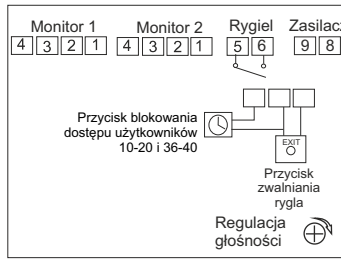 Monitor 1 Monitor 2 Rygiel Zasilacz
4 3 2 1 4 3 2 1 5 6 9 8
Przycisk blokowania
dostępu użytkowników
10-20 i 36-40
EXIT
Przycisk
zwalniania
rygla
Regulacja
głośności